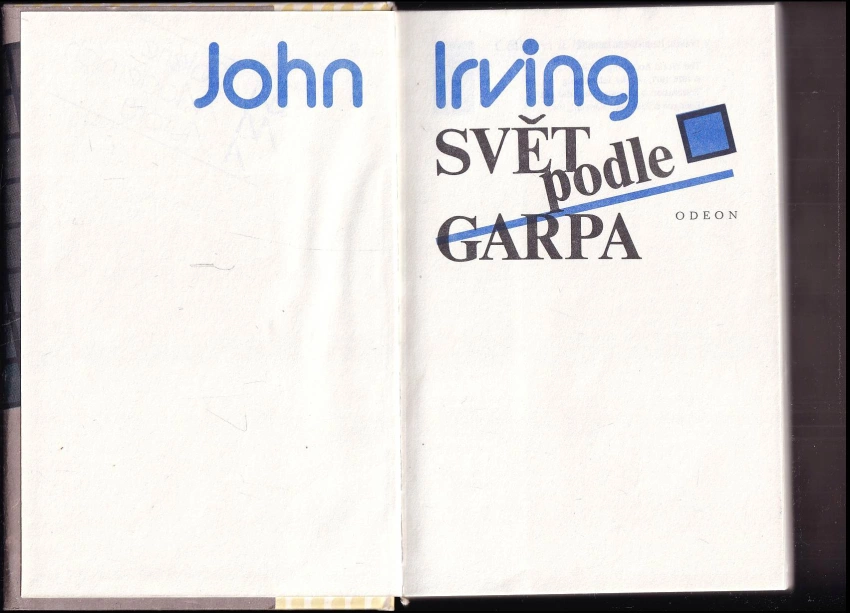 John Irving
SVĚT
podle
GARPA
ODEON